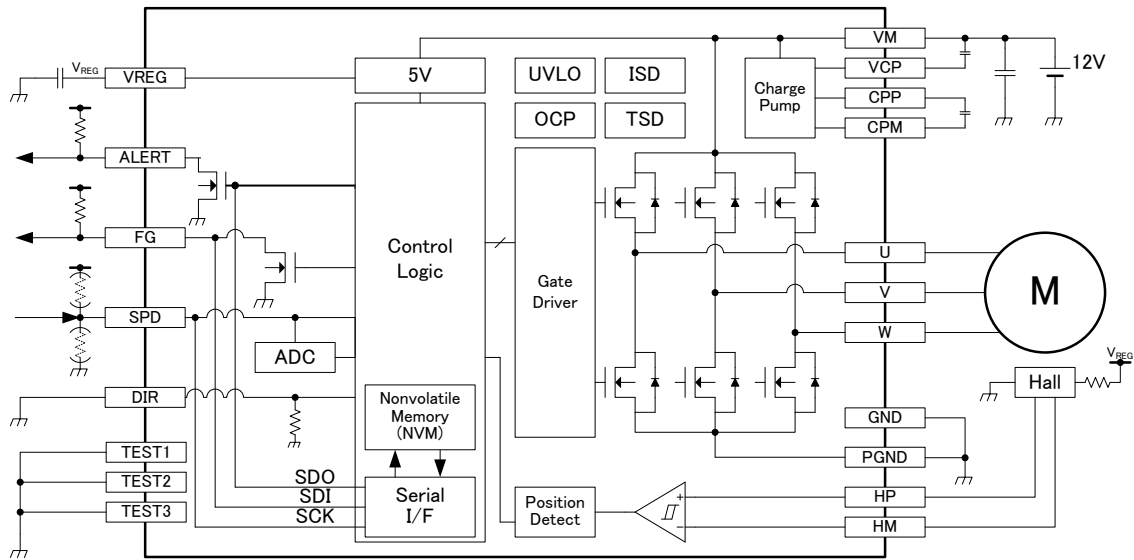 VM
VREG
VREG
5V
UVLO
ISD
Charge
Pump
VCP
12V
OCP
TSD
CPP
CPM
ALERT
FG
Control
Logic
Gate
Driver
U
V
W
M
SPD
ADC
VREG
Hall
DIR
Nonvolatile
Memory
(NVM)
GND
TEST1
PGND
TEST2
SDO
SDI
SCK
Serial
I/F
Position
Detect
+
−
HP
TEST3
HM